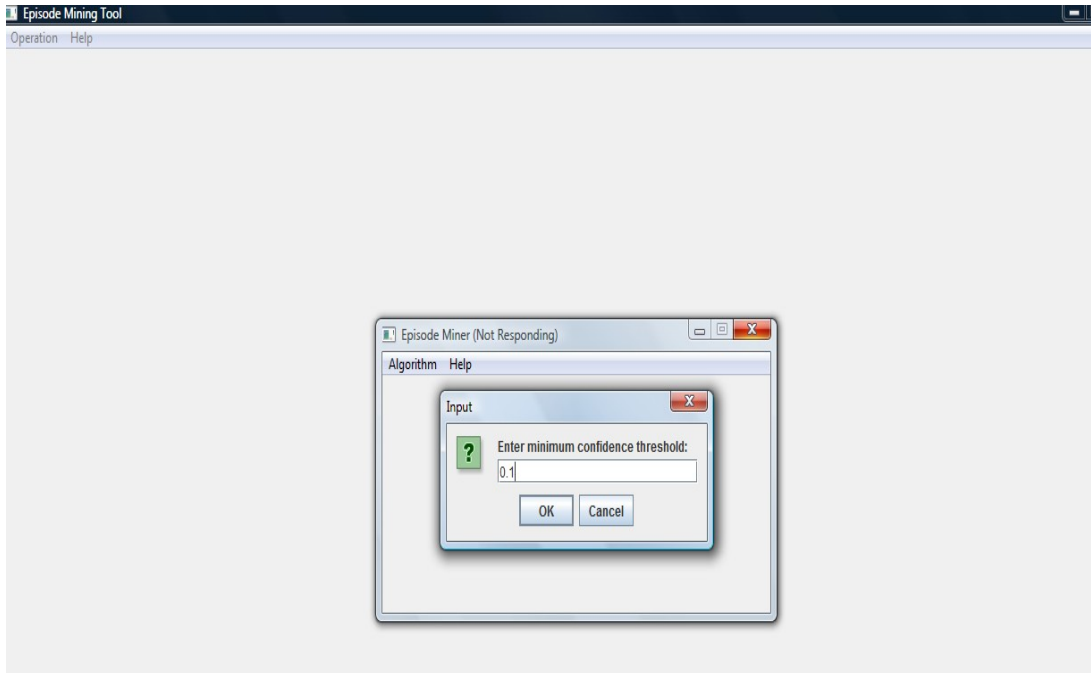 Episode Mining Tool
Operation Help
Episode Miner (Not Responding)
Algorithm Help
Input
Enter minimum confidence threshold:
0.1
OK Cancel